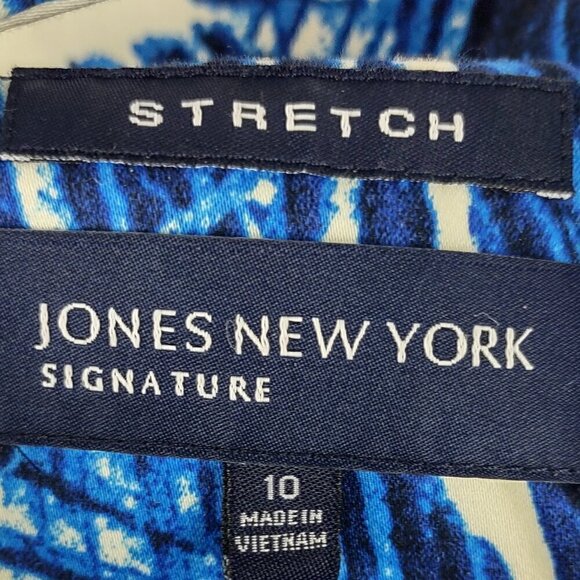 STRETCH
JONES NEW YORK
SIGNATURE
10
MADE IN
VIETNAM